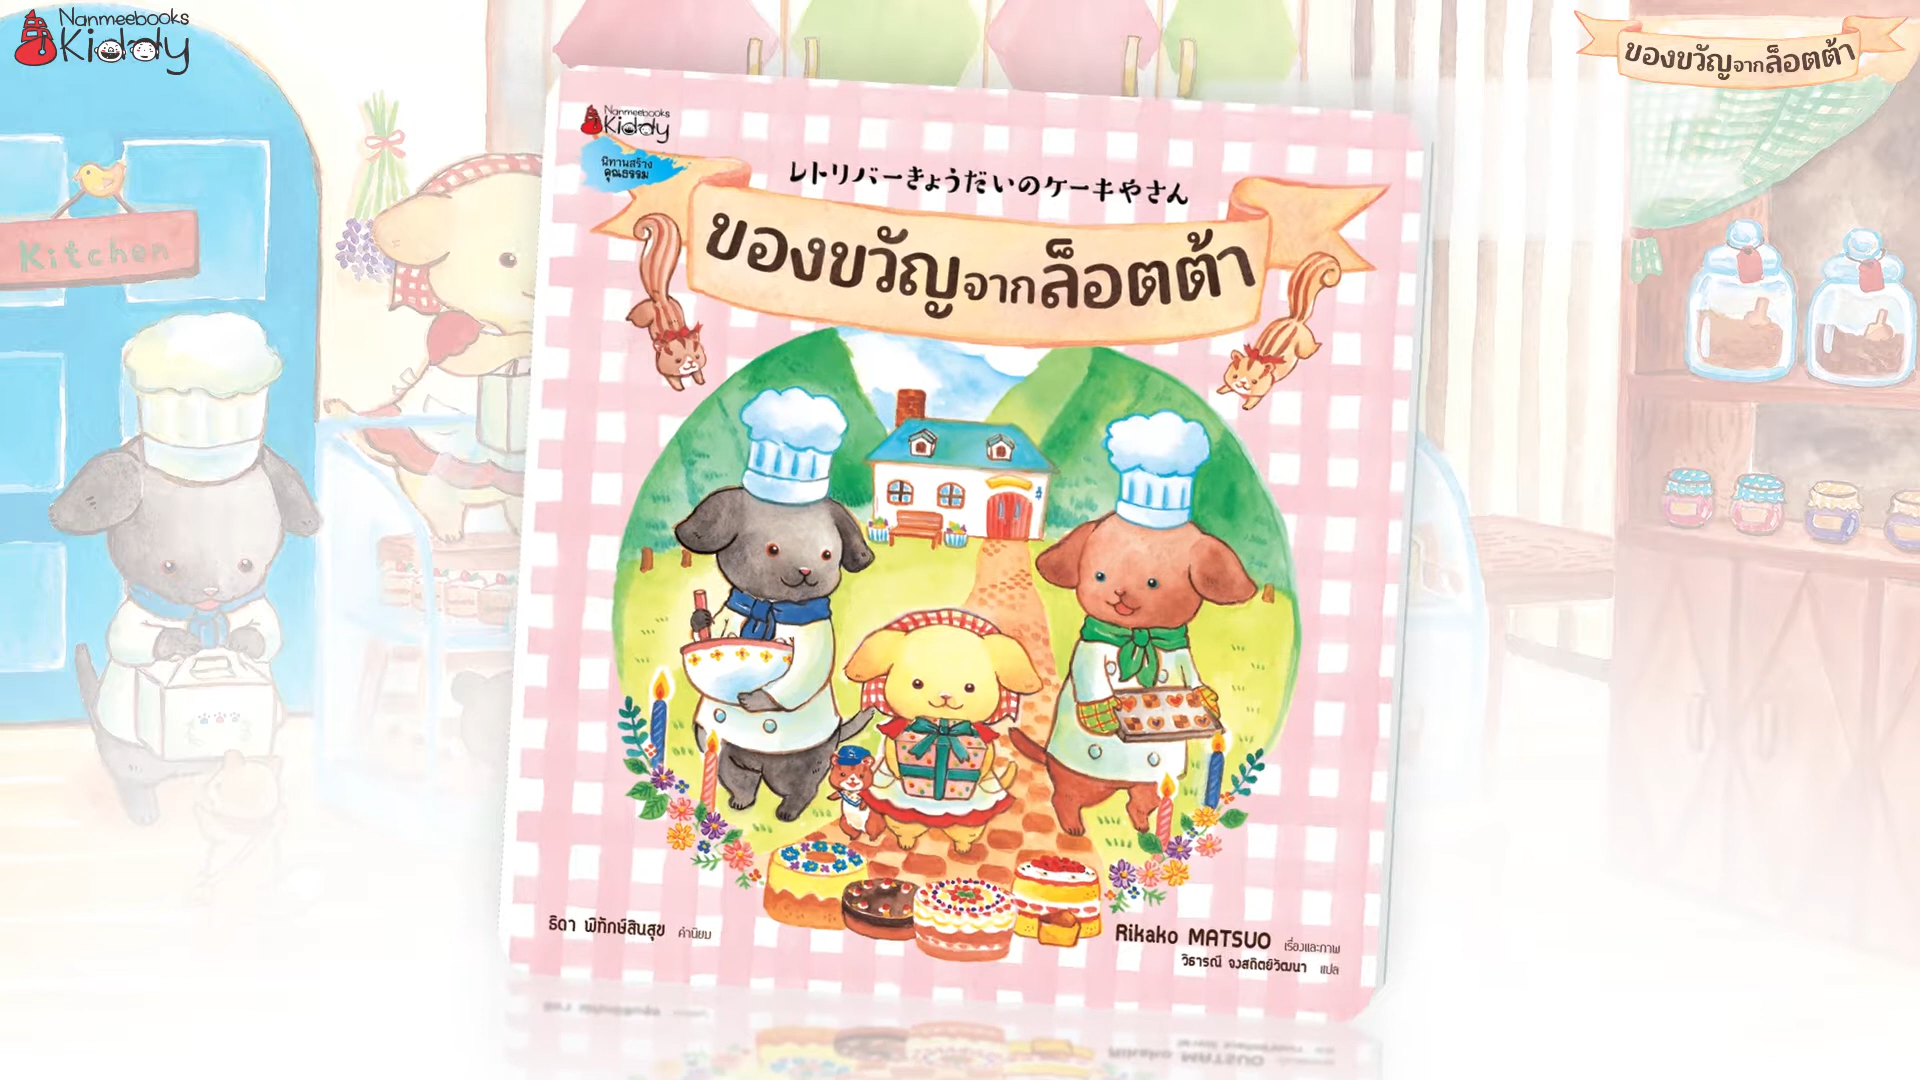 Nanmeebooks
Kiddy
ของขวัญจากล็อตต้า
Kitchen
Nanmeebooks
Kiddy
นิทานสร้าง
คุณธรรม
レトリバーきょうだいのケーキやさん
ของขวัญจากล็อตต้า
ธิดา พิทักษ์สินสุข คำนิยม
Rikako MATSUO เรื่องและภาพ
วิธารณี จงสถิตย์วัฒนา แปล